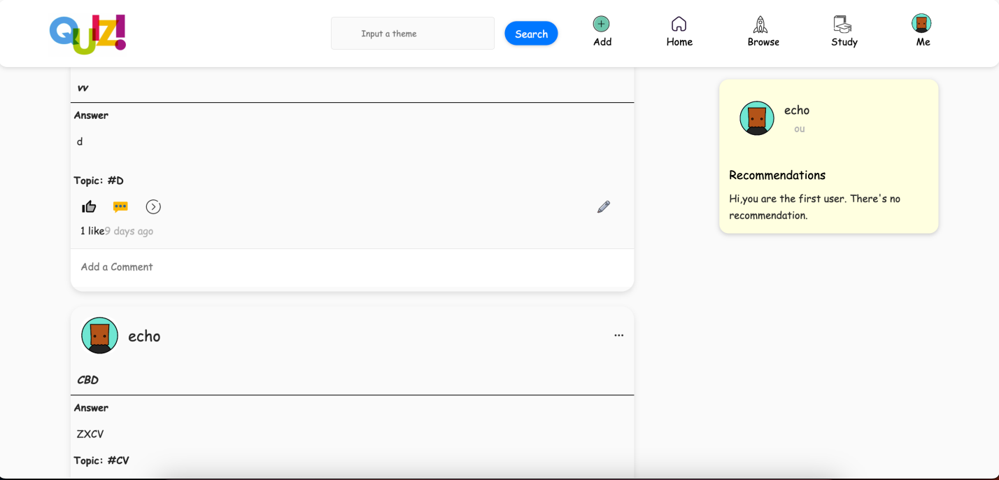 QUIZ!
Input a theme
Search
Add
Home
Browse
Study
Me
vv
Answer
d
Topic: #D
1 like9 days ago
Add a Comment
echo
...
CBD
Answer
ZXCV
Topic: #CV
echo
ou
Recommendations
Hi,you are the first user. There's no
recommendation.